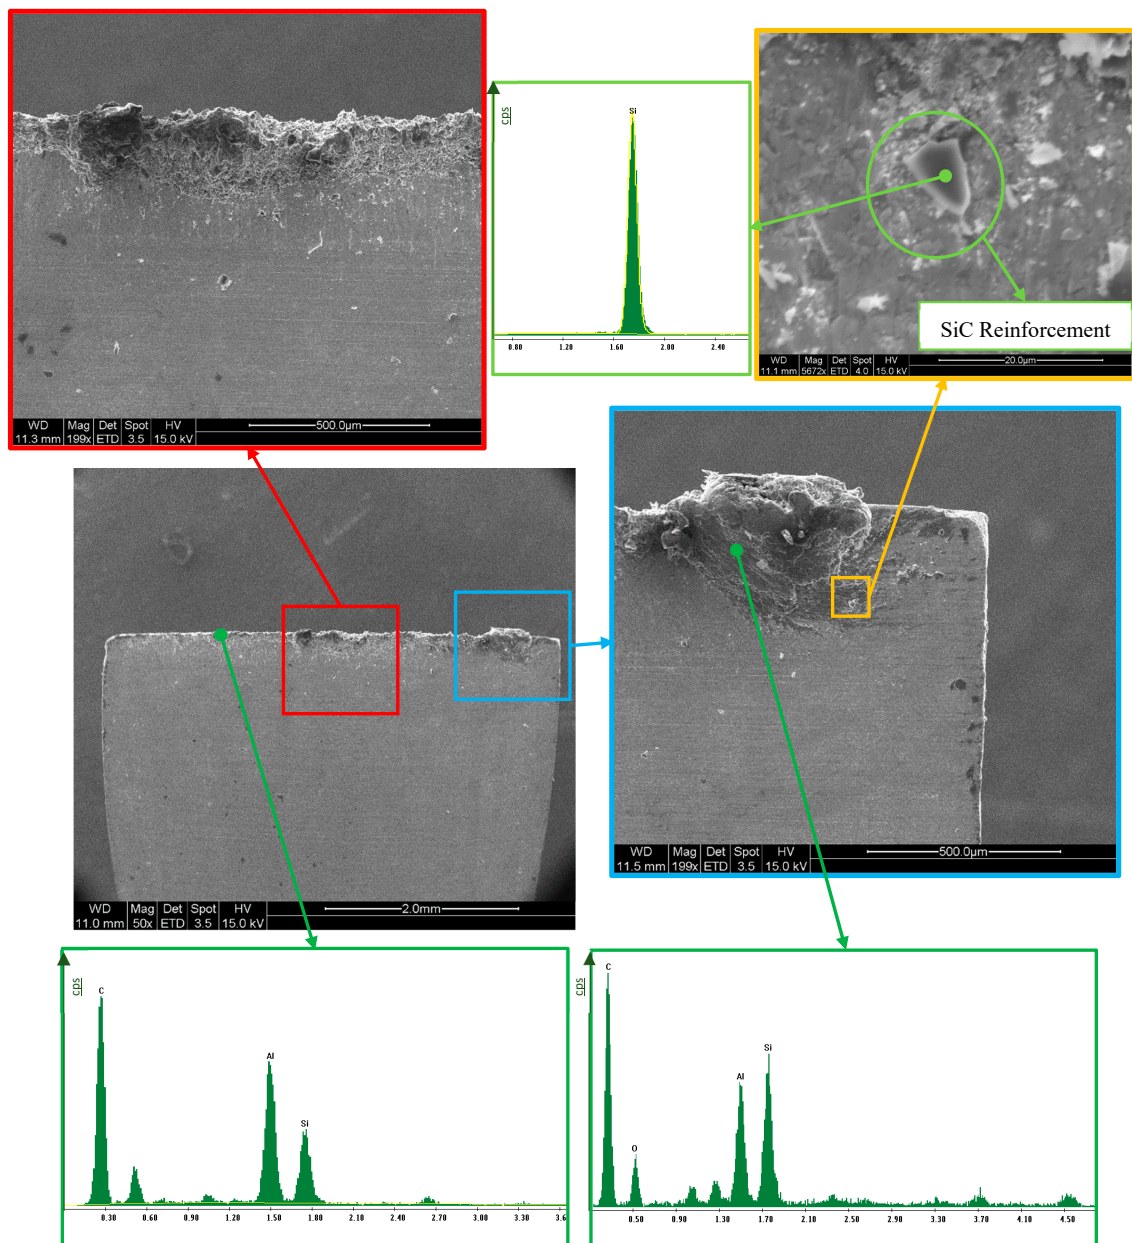 cps
Si
0.80 1.20 1.60 2.00 2.40
SiC Reinforcement
WD Mag Det Spot HV
11.1 mm 5672x ETD 4.0 15.0 kV
20.0µm
WD Mag Det Spot HV
11.3 mm 199x ETD 3.5 15.0 kV
500.0µm
WD Mag Det Spot HV
11.5 mm 199x ETD 3.5 15.0 kV
500.0µm
WD Mag Det Spot HV
11.0 mm 50x ETD 3.5 15.0 kV
2.0mm
cps
C
Al
Si
0.30 0.60 0.90 1.20 1.50 1.80 2.10 2.40 2.70 3.00 3.30 3.6
cps
C
O
Al
Si
0.50 0.90 1.30 1.70 2.10 2.50 2.90 3.30 3.70 4.10 4.50